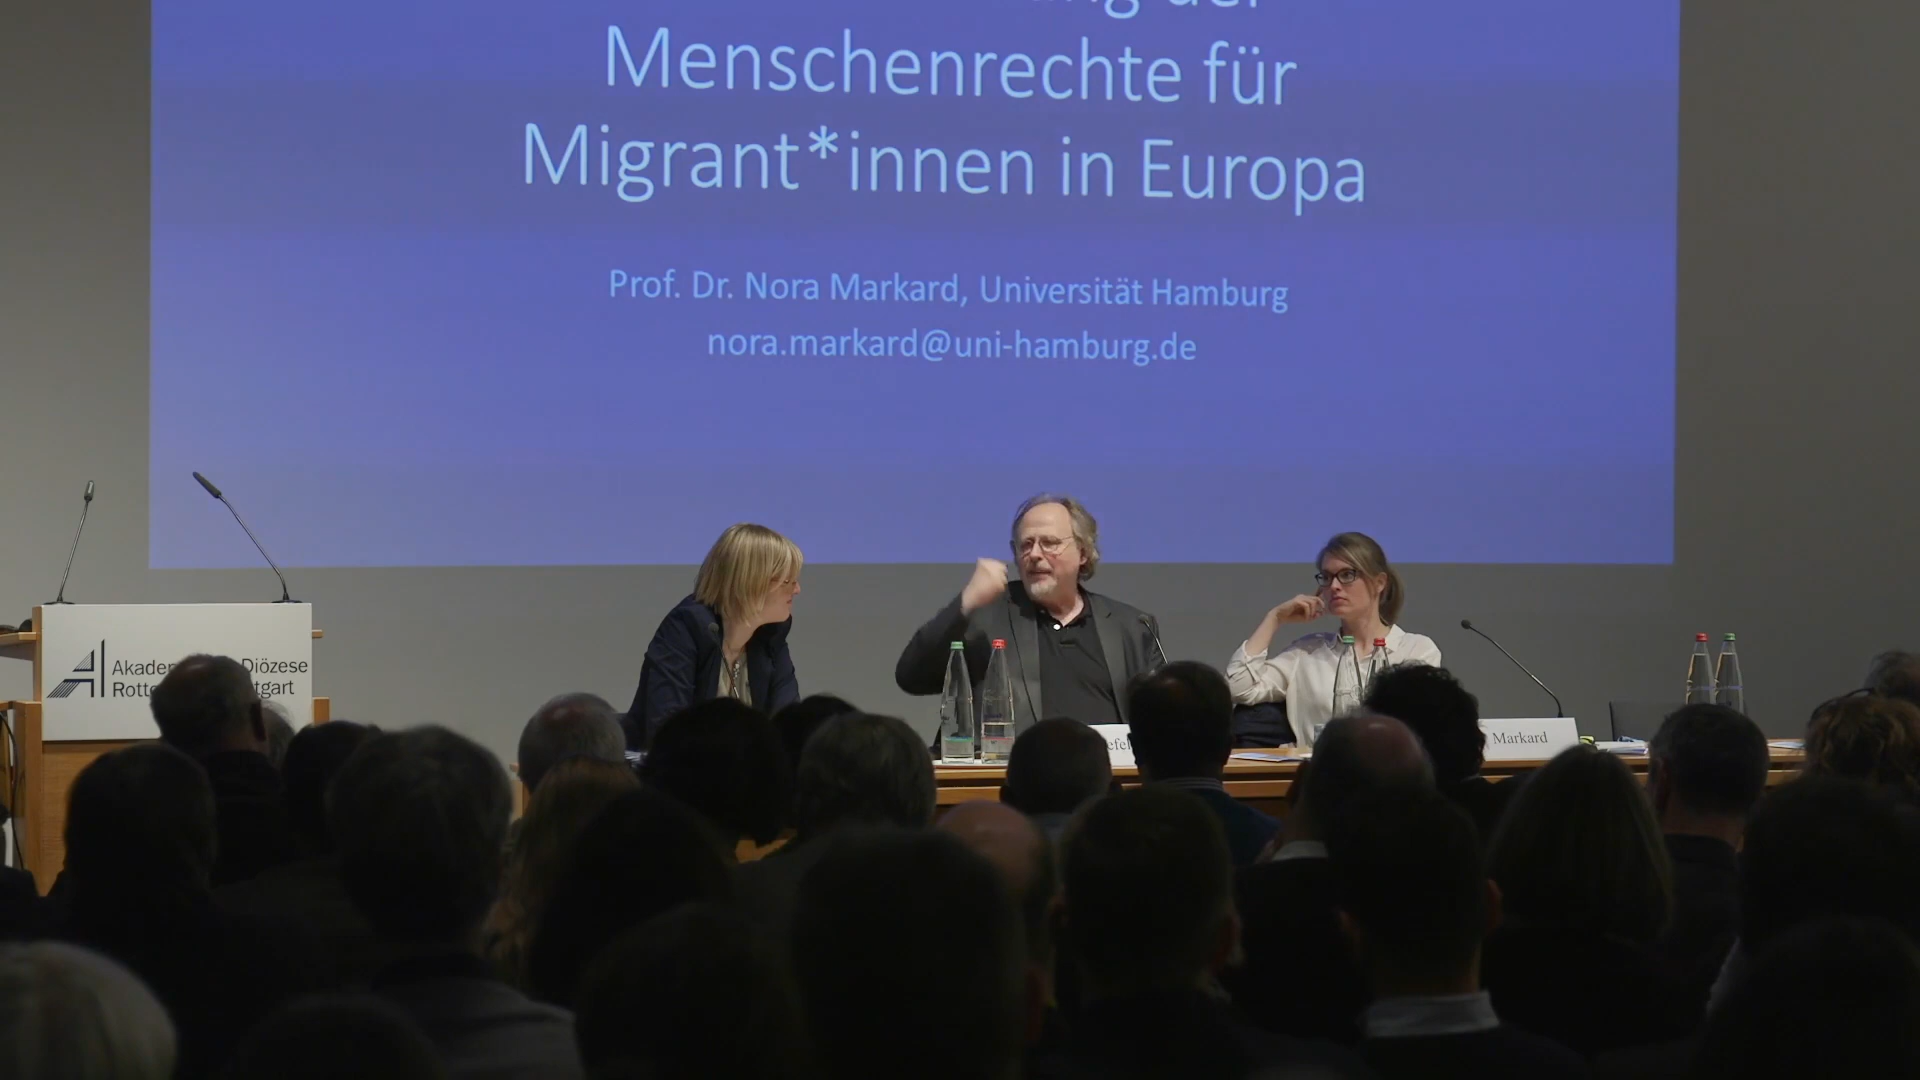 der
Menschenrechte für
Migrant*innen in Europa
Prof. Dr. Nora Markard, Universität Hamburg
nora.markard@uni-hamburg.de
Diözese
Markard